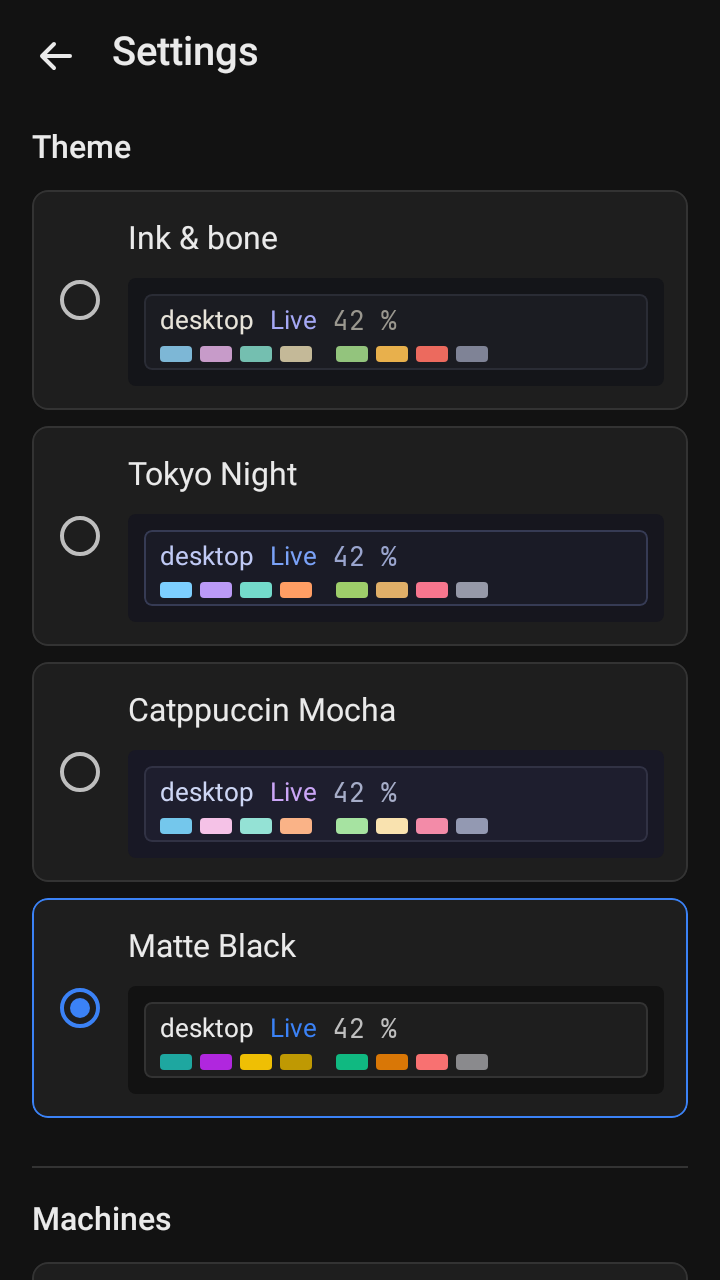 Settings
Theme
Ink & bone
desktop Live 42 %
Tokyo Night
desktop Live 42 %
Catppuccin Mocha
desktop Live 42 %
Matte Black
desktop Live 42 %
Machines